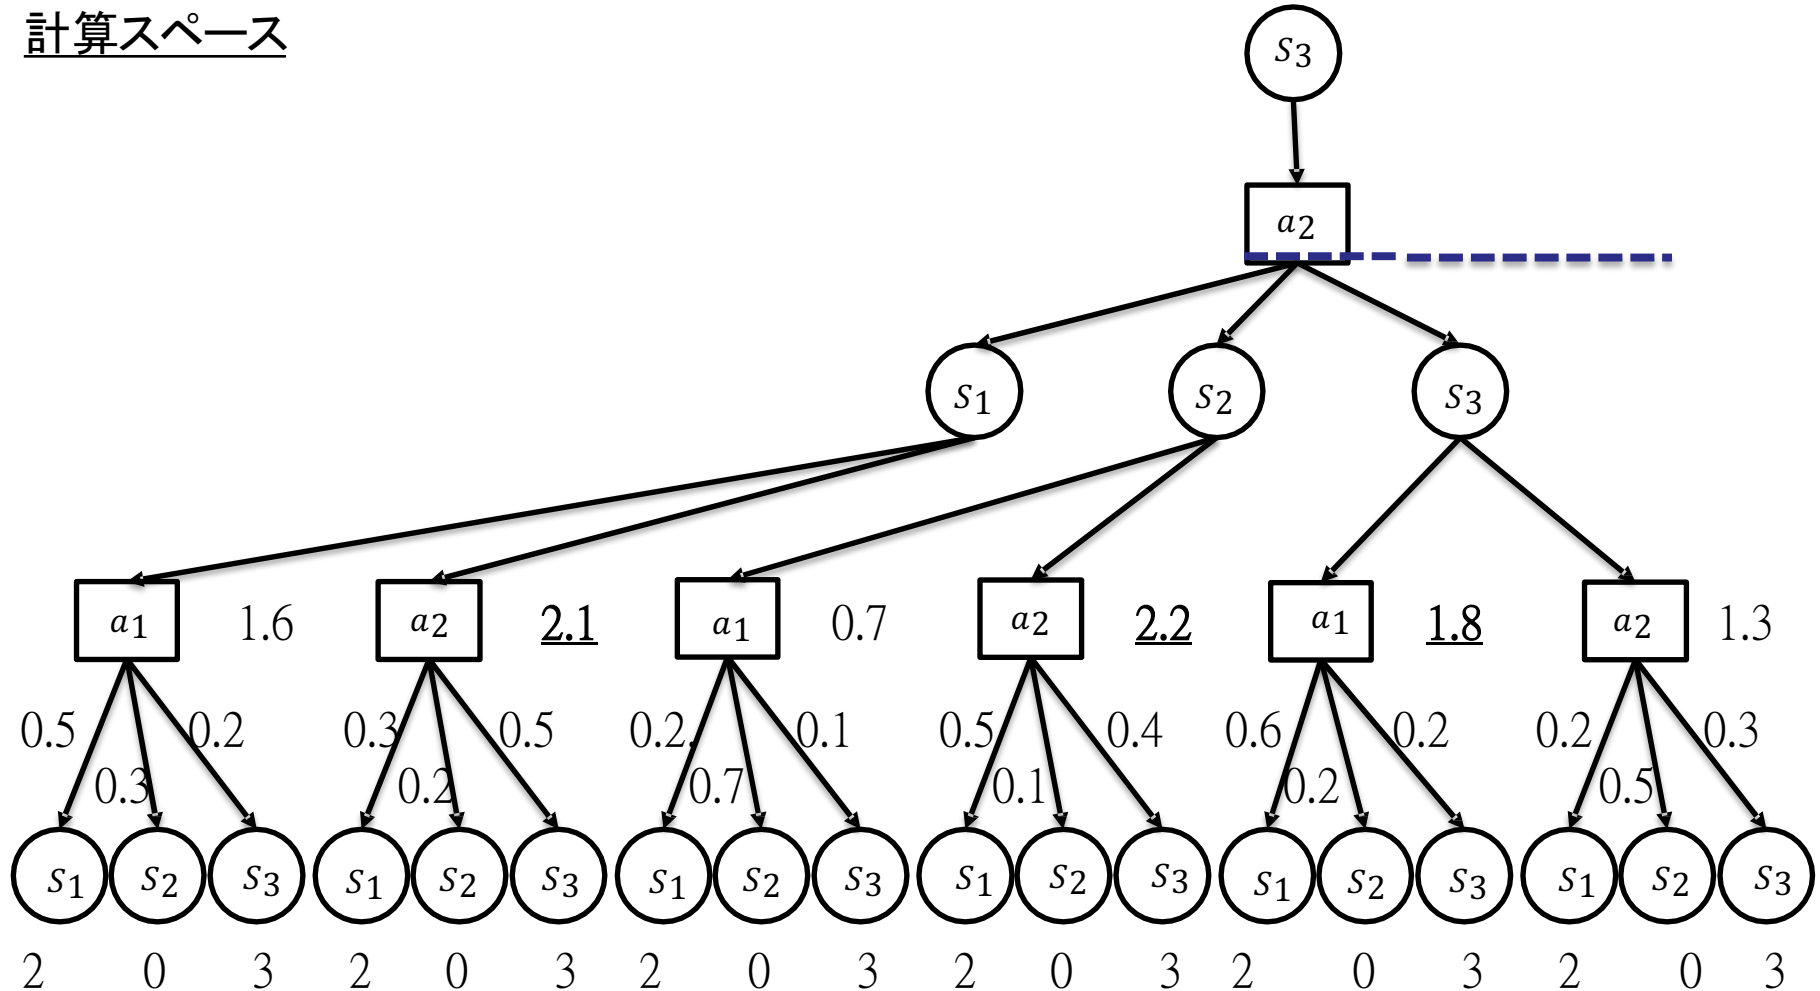 計算スペース
s3
a2
s1 s2 s3
a1 1.6 a2 2.1 a1 0.7 a2 2.2 a1 1.8 a2 1.3
0.5 0.2 0.3 0.5 0.2. 0.1 0.5 0.4 0.6 0.2 0.2 0.3
0.3 0.2 0.7 0.1 0.2 0.5
s1 s2 s3 s1 s2 s3 s1 s2 s3 s1 s2 s3 s1 s2 s3 s1 s2 s3
2 0 3 2 0 3 2 0 3 2 0 3 2 0 3 2 0 3